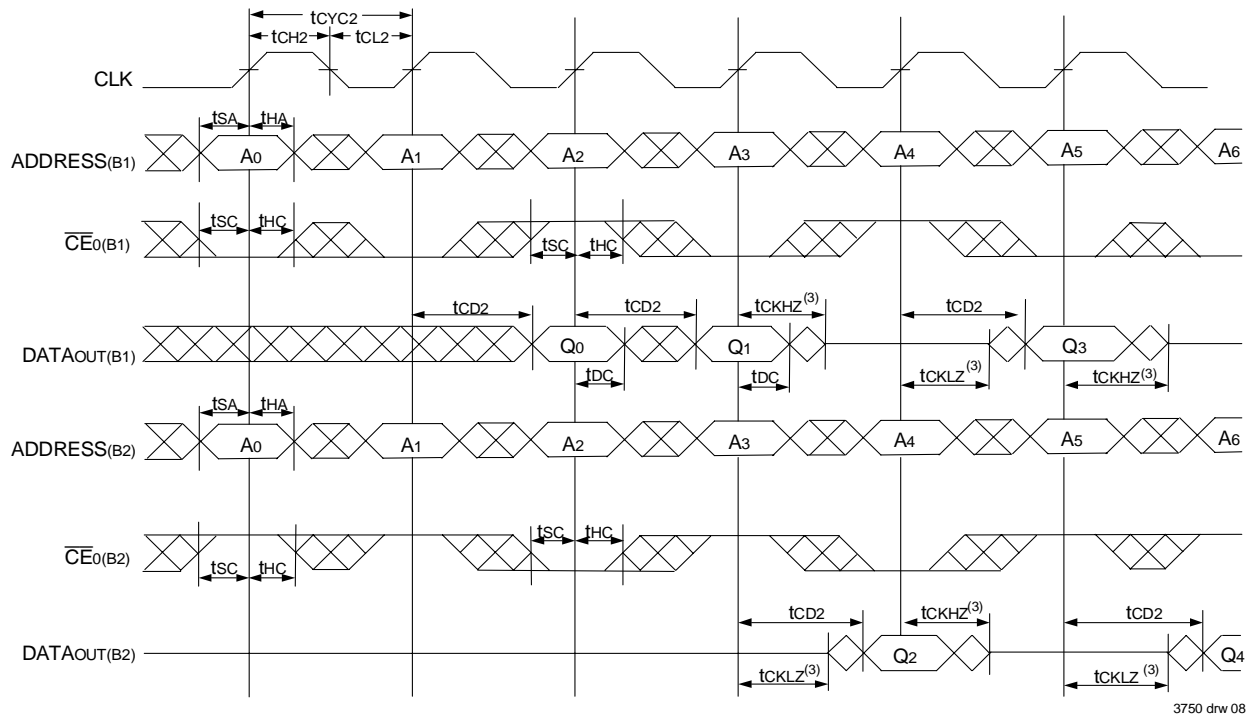 tCYC2
tCH2 tCL2
CLK
tSA tHA
ADDRESS(B1) A0 A1 A2 A3 A4 A5 A6
tSC tHC
CE0(B1) tSC tHC
tCD2 tCD2 tCKHZ(3) tCD2
DATAOUT(B1) Q0 Q1 Q3
tDC tDC tCKLZ(3) tCKHZ(3)
tSA tHA
ADDRESS(B2) A0 A1 A2 A3 A4 A5 A6
tSC tHC
CE0(B2)
tSC tHC
tCD2 tCKHZ(3) tCD2
DATAOUT(B2) Q2 Q4
tCKLZ(3) tCKLZ (3)
3750 drw 08